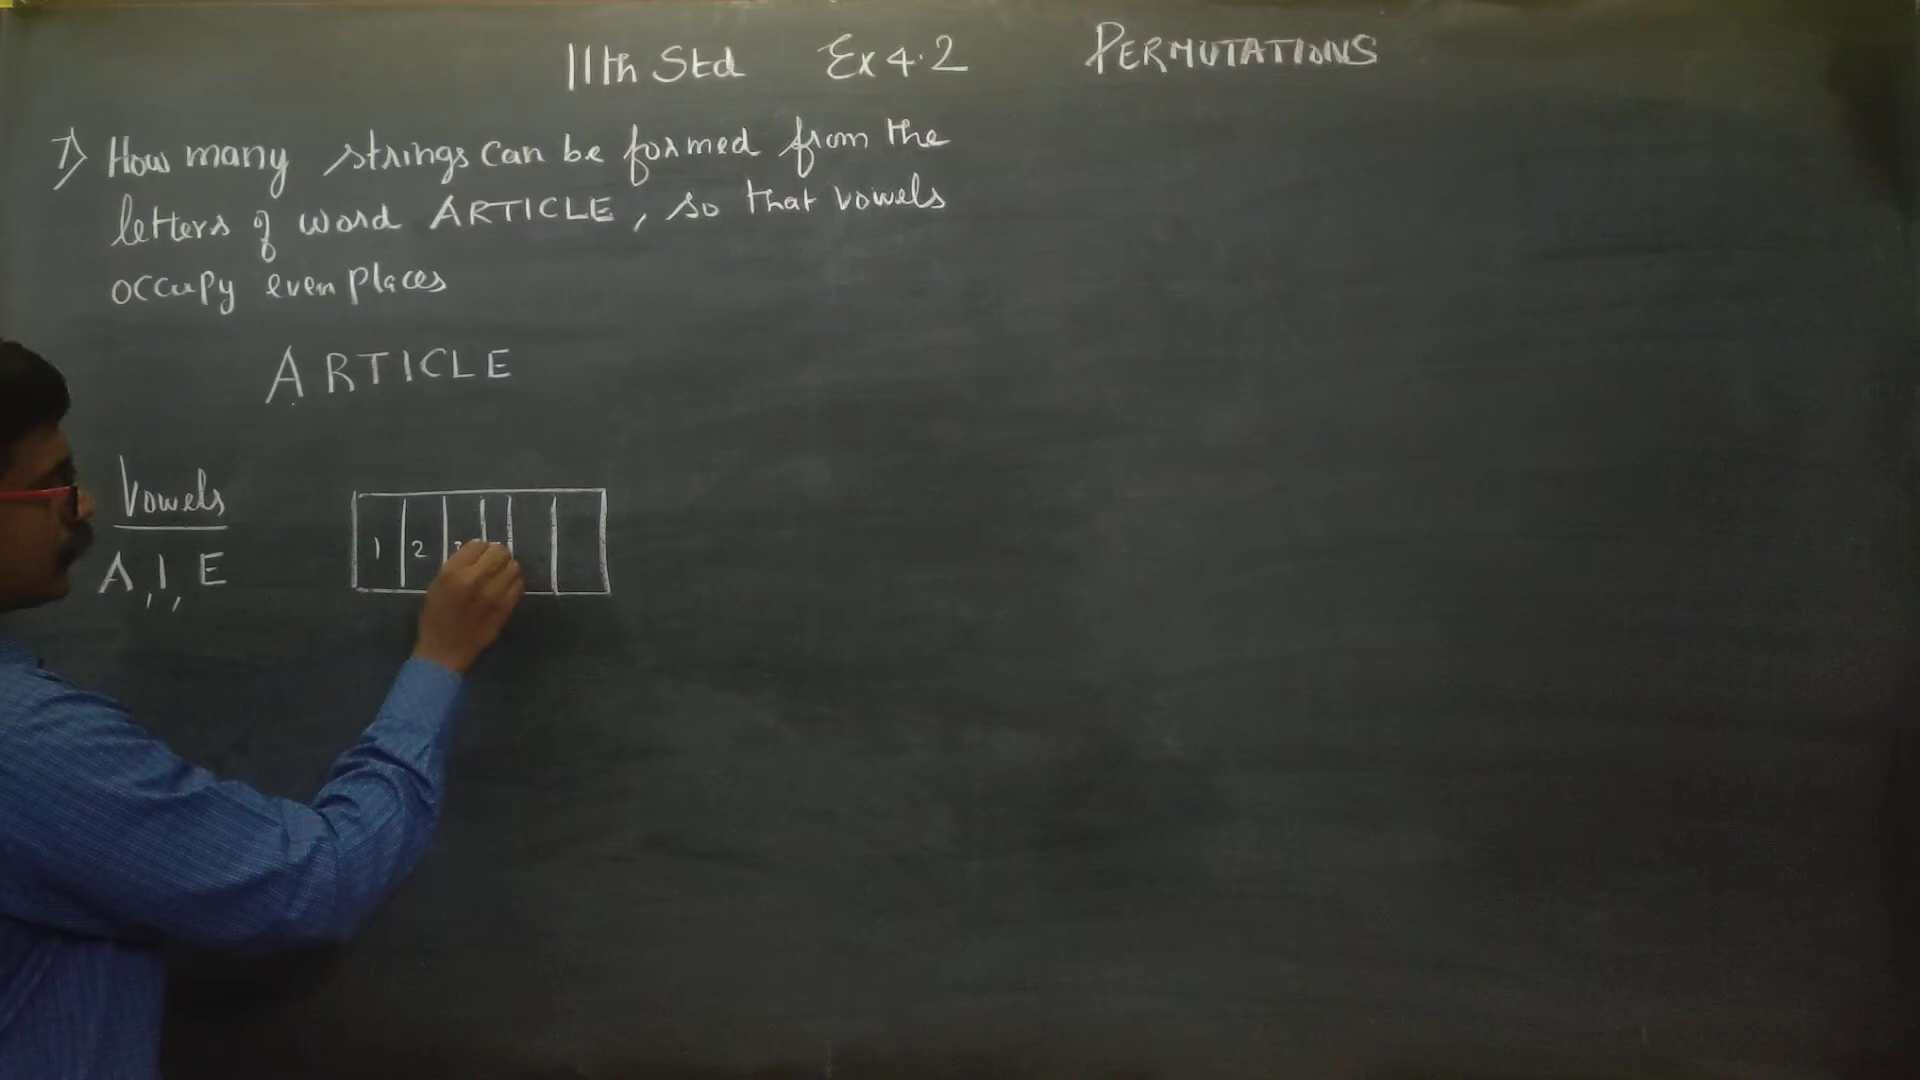 11th Std Ex 4.2 PERMUTATIONS
7) How many strings can be formed from the
letters of word ARTICLE, so that vowels
occupy even places
ARTICLE
Vowels
A, I, E
1 2